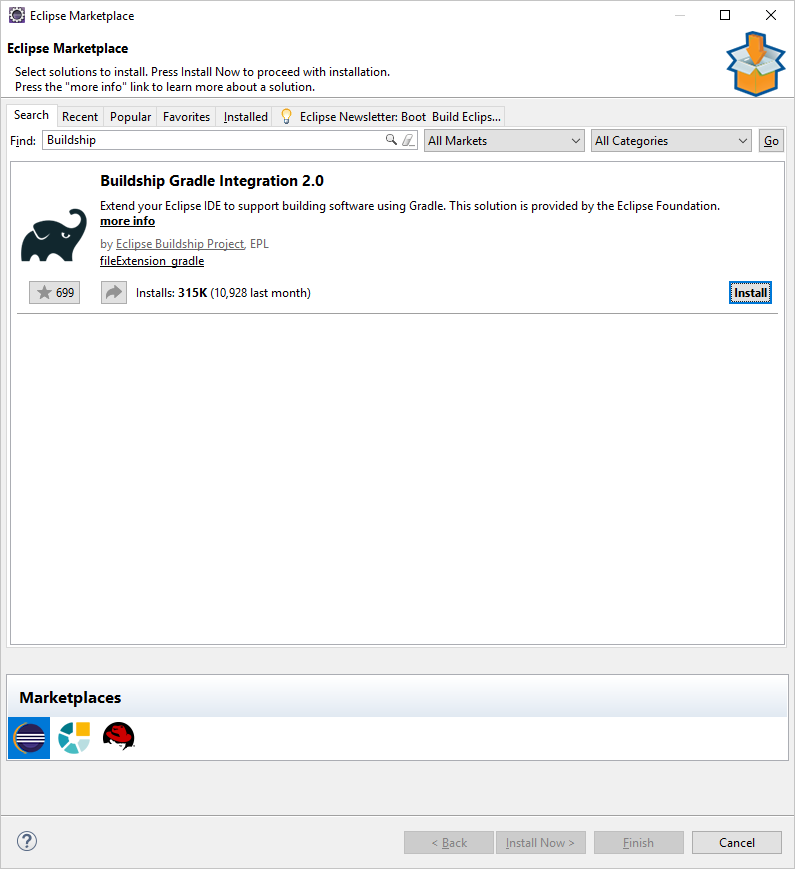 Eclipse Marketplace
Eclipse Marketplace
Select solutions to install. Press Install Now to proceed with installation.
Press the "more info" link to learn more about a solution.
Search Recent Popular Favorites Installed Eclipse Newsletter: Boot Build Eclips...
Find: Buildship All Markets All Categories Go
Buildship Gradle Integration 2.0
Extend your Eclipse IDE to support building software using Gradle. This solution is provided by the Eclipse Foundation.
more info
by Eclipse Buildship Project, EPL
fileExtension_gradle
699 Installs: 315K (10,928 last month) Install
Marketplaces
? < Back Install Now > Finish Cancel